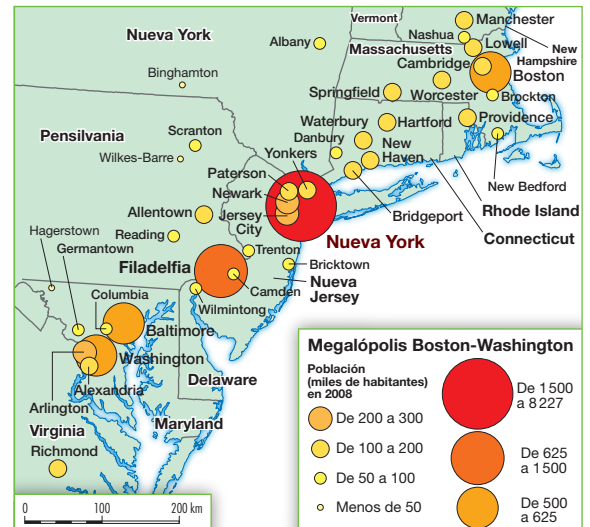 Vermont
Manchester
Nueva York
Nashua
Albany
Massachusetts
Lowell
New
Hampshire
Cambridge
Boston
Binghamton
Springfield
Worcester
Brockton
Pensilvania
Scranton
Waterbury
Hartford
Providence
Danbury
Wilkes-Barre
Yonkers
New
Haven
Paterson
New Bedford
Newark
Allentown
Jersey
City
Bridgeport
Rhode Island
Hagerstown
Reading
Nueva York
Connecticut
Germantown
Trenton
Filadelfia
Bricktown
Columbia
Camden
Nueva
Jersey
Wilmintong
Baltimore
Washington
Delaware
Alexandria
Arlington
Maryland
Virginia
Richmond
0 100 200 km
Megalópolis Boston-Washington
Población
(miles de habitantes)
en 2008
De 200 a 300
De 100 a 200
De 50 a 100
Menos de 50
De 1500
a 8 227
De 625
a 1 500
De 500
a 625